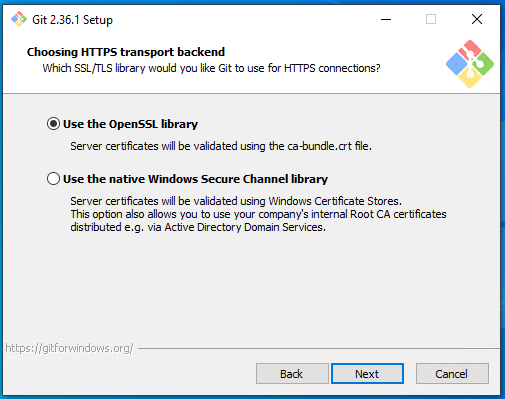 Git 2.36.1 Setup
Choosing HTTPS transport backend
Which SSL/TLS library would you like Git to use for HTTPS connections?
Use the OpenSSL library
Server certificates will be validated using the ca-bundle.crt file.
Use the native Windows Secure Channel library
Server certificates will be validated using Windows Certificate Stores.
This option also allows you to use your company's internal Root CA certificates
distributed e.g. via Active Directory Domain Services.
https://gitforwindows.org/
Back Next Cancel